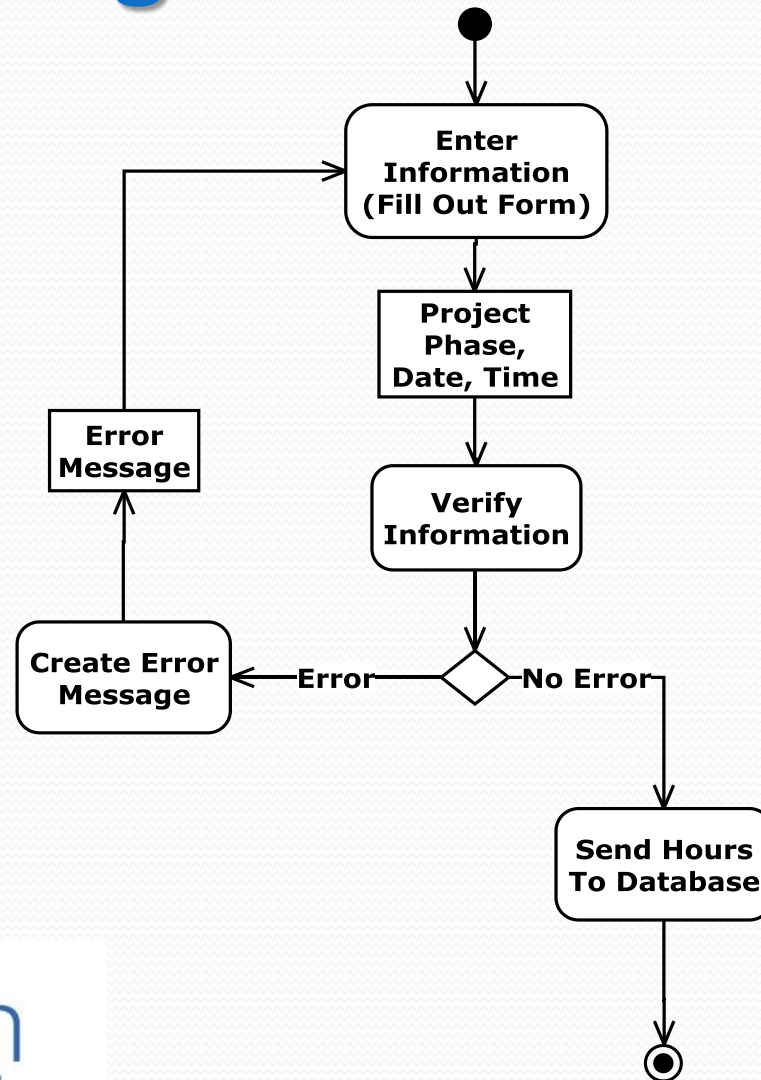 Enter
Information
(Fill Out Form)
Project
Phase,
Date, Time
Error
Message
Verify
Information
Create Error
Message
Error
No Error
Send Hours
To Database